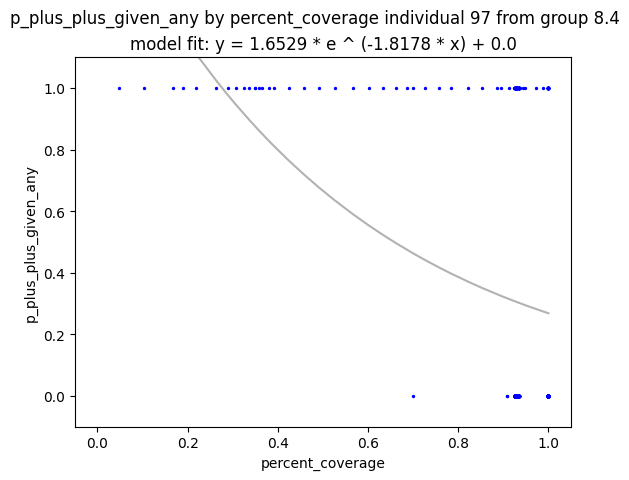 p_plus_plus_given_any by percent_coverage individual 97 from group 8.4
model fit: y = 1.6529 * e ^ (-1.8178 * x) + 0.0
1.0
0.8
0.6
0.4
0.2
0.0
p_plus_plus_given_any
0.0 0.2 0.4 0.6 0.8 1.0
percent_coverage